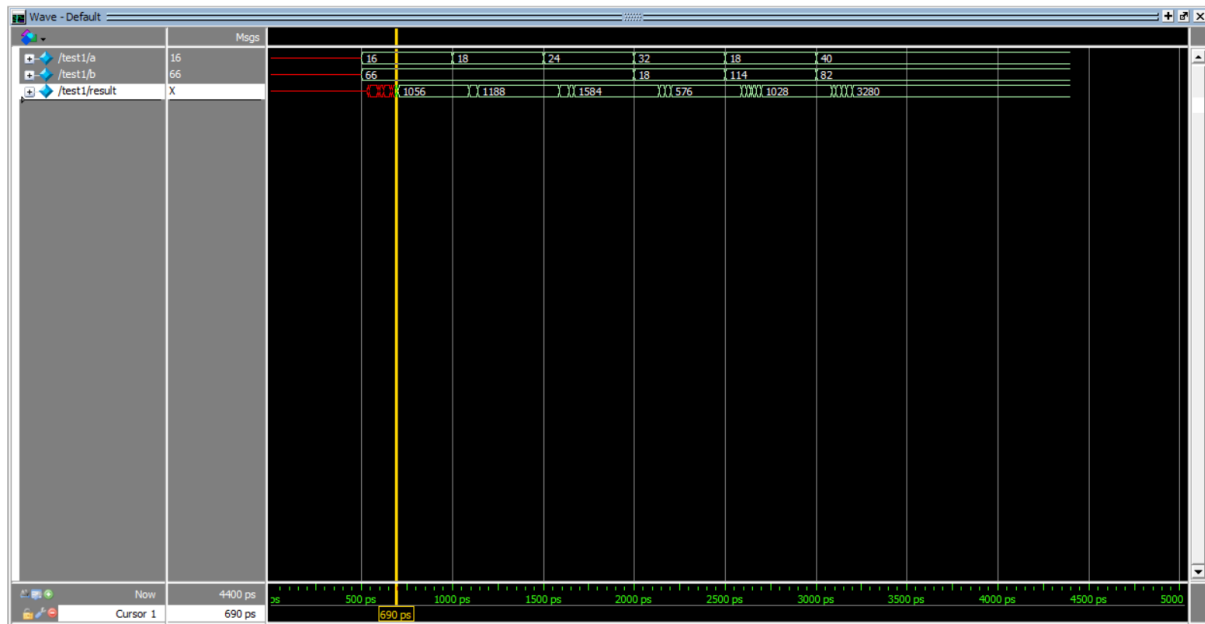 Wave - Default
Msgs
/test1/a 16 16 18 24 32 18 40
/test1/b 66 66 18 114 82
/test1/result X 1056 1188 1584 576 1028 3280
Now 4400 ps
ps 500 ps 1000 ps 1500 ps 2000 ps 2500 ps 3000 ps 3500 ps 4000 ps 4500 ps 5000
Cursor 1 690 ps 690 ps